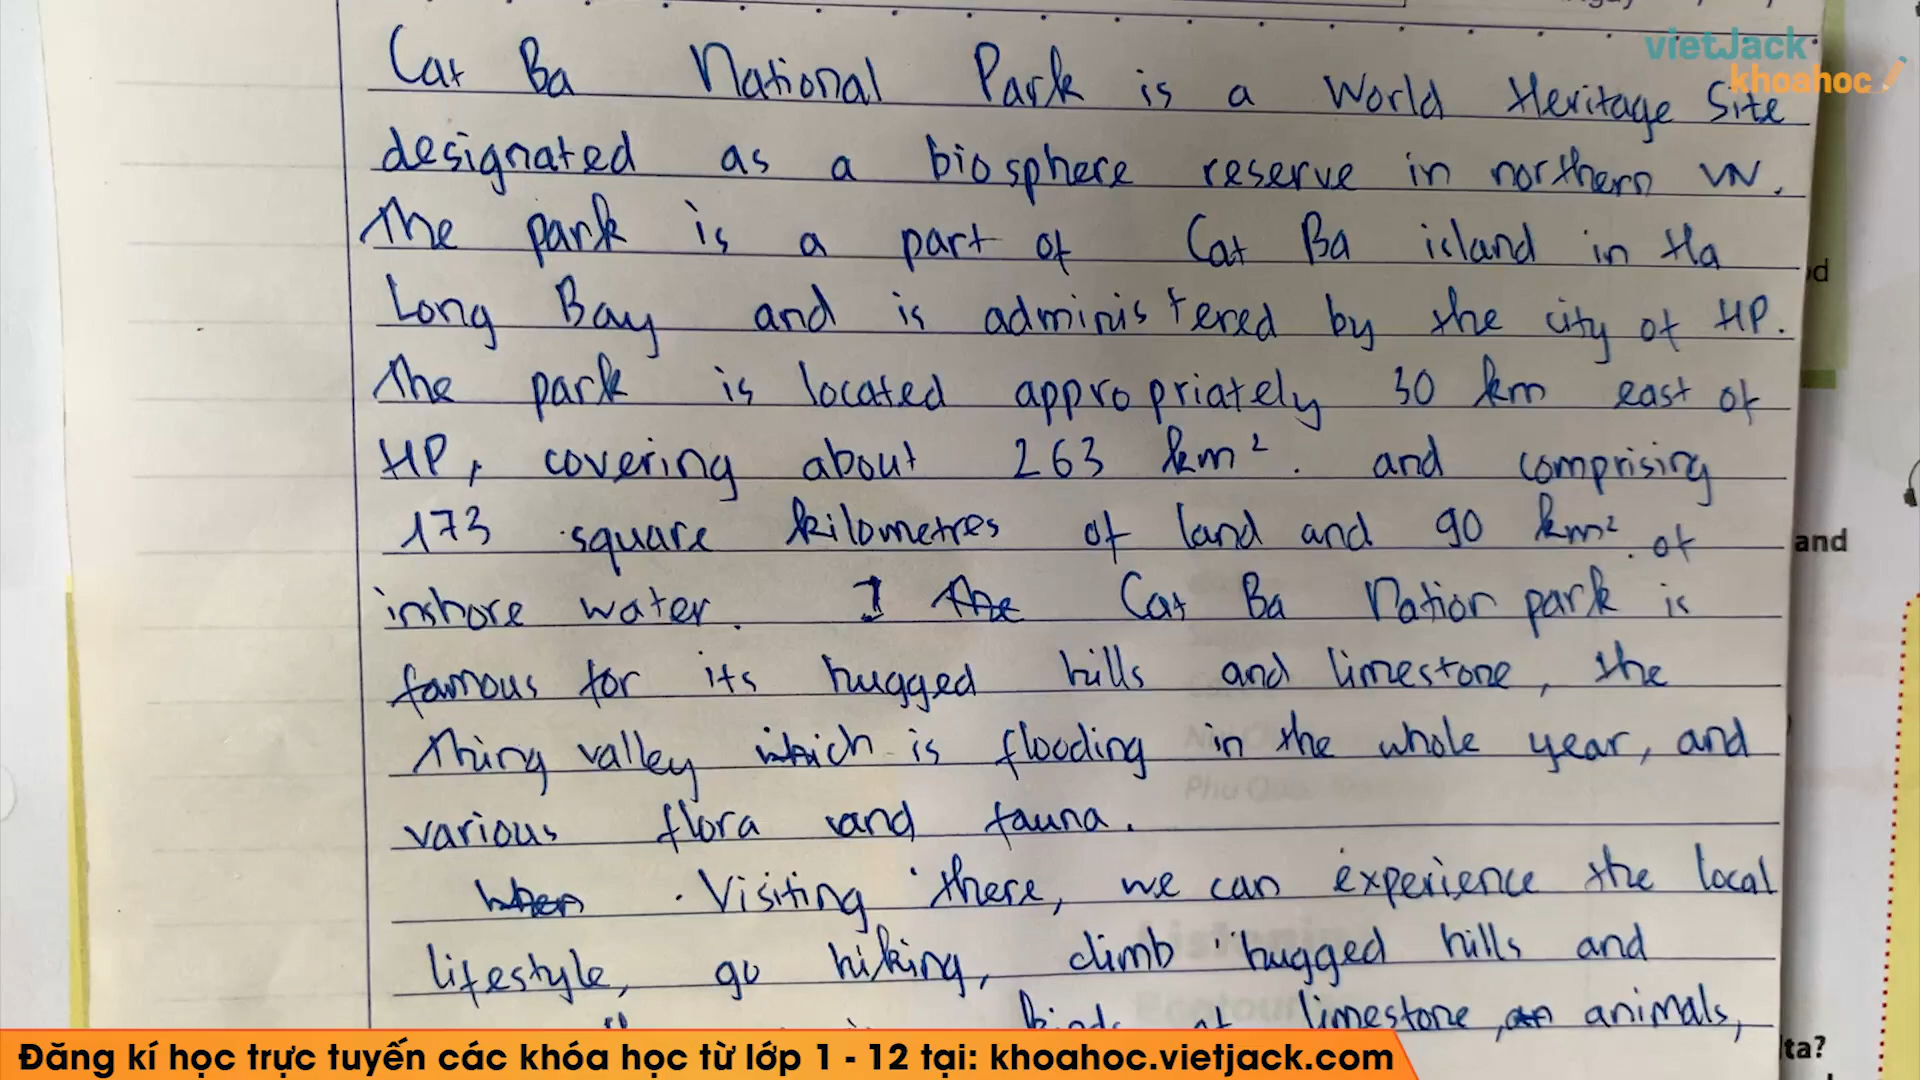 vietJack
khoahoc
Cat Ba National Park is a World Heritage Site
designated as a biosphere reserve in northern VN.
The park is a part of Cat Ba island in Ha
Long Bay and is administered by the city of HP.
The park is located appropriately 30 km east of
HP, covering about 263 km². and comprising
173 square kilometres of land and 90 km². of
inshore water. I The Cat Ba Nation park is
famous for its hugged hills and limestone, the
Thing valley which is flooding in the whole year, and
various flora and fauna.
When Visiting there, we can experience the local
lifestyle, go hiking, climb hugged hills and
limestone, animals,
and
ta?
Đăng kí học trực tuyến các khóa học từ lớp 1 - 12 tại: khoahoc.vietjack.com